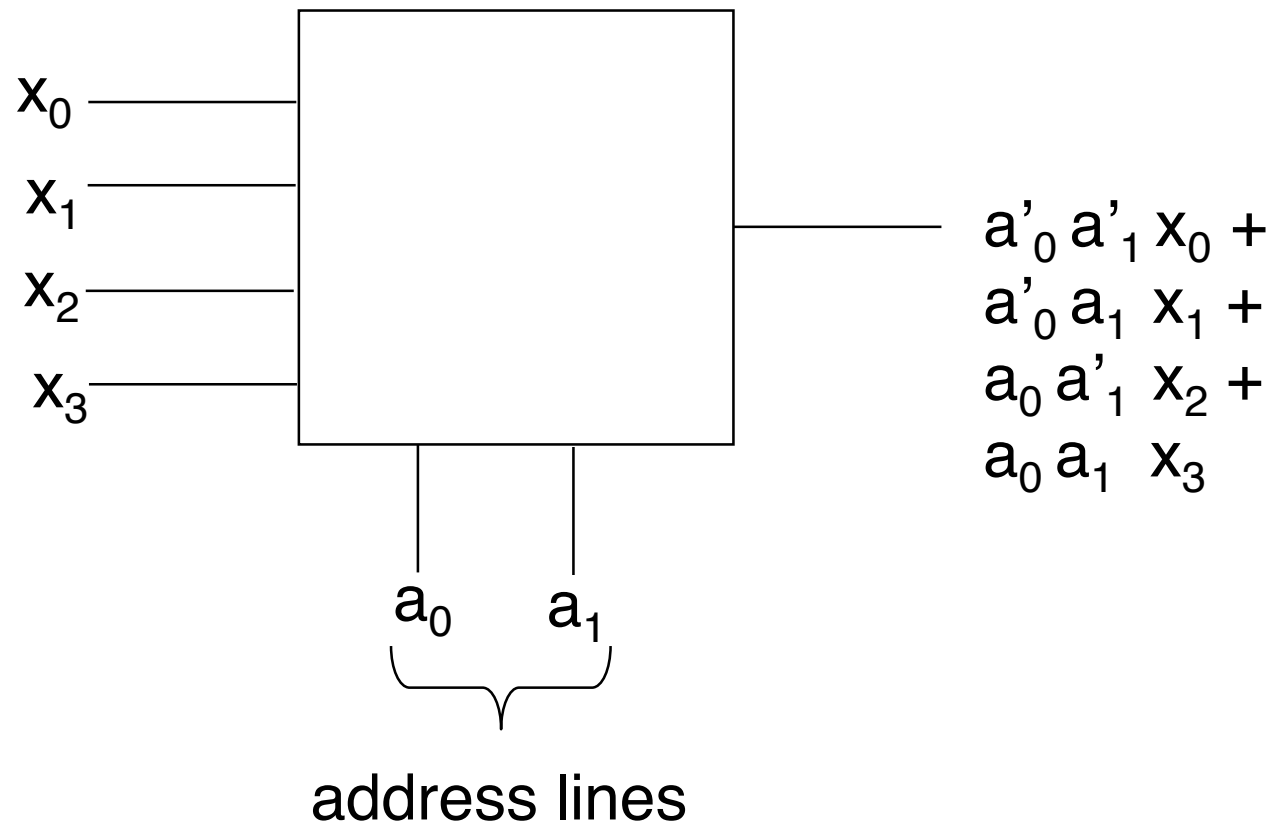 x₀
x₁
x₂
x₃
a'₀ a'₁ x₀ +
a'₀ a₁ x₁ +
a₀ a'₁ x₂ +
a₀ a₁ x₃
a₀ a₁
address lines